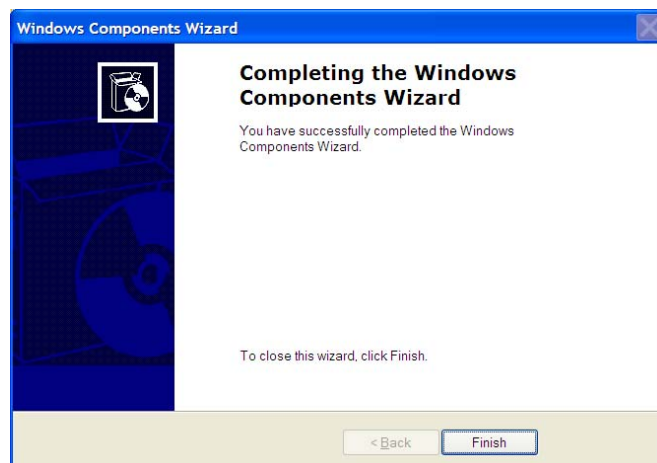 Windows Components Wizard
Completing the Windows
Components Wizard
You have successfully completed the Windows
Components Wizard.
To close this wizard, click Finish.
< Back
Finish